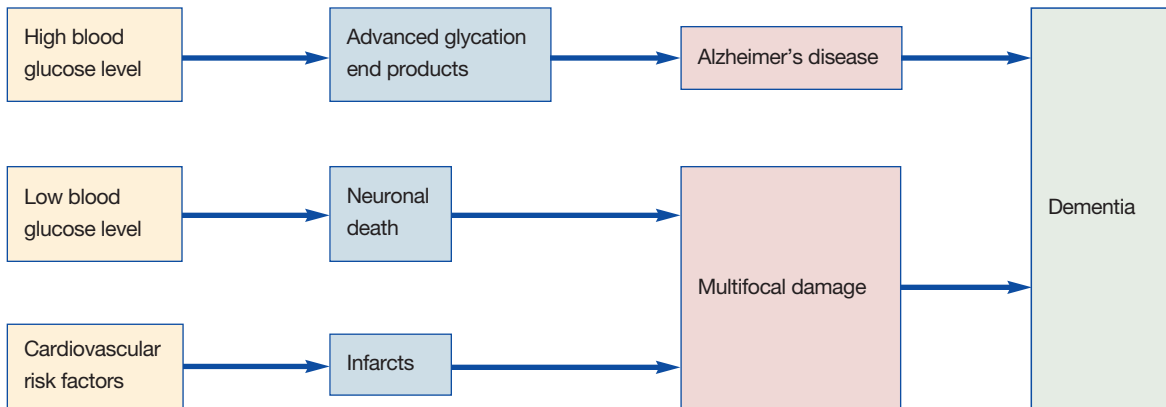 High blood
glucose level
Advanced glycation
end products
Alzheimer’s disease
Low blood
glucose level
Neuronal
death
Dementia
Multifocal damage
Cardiovascular
risk factors
Infarcts